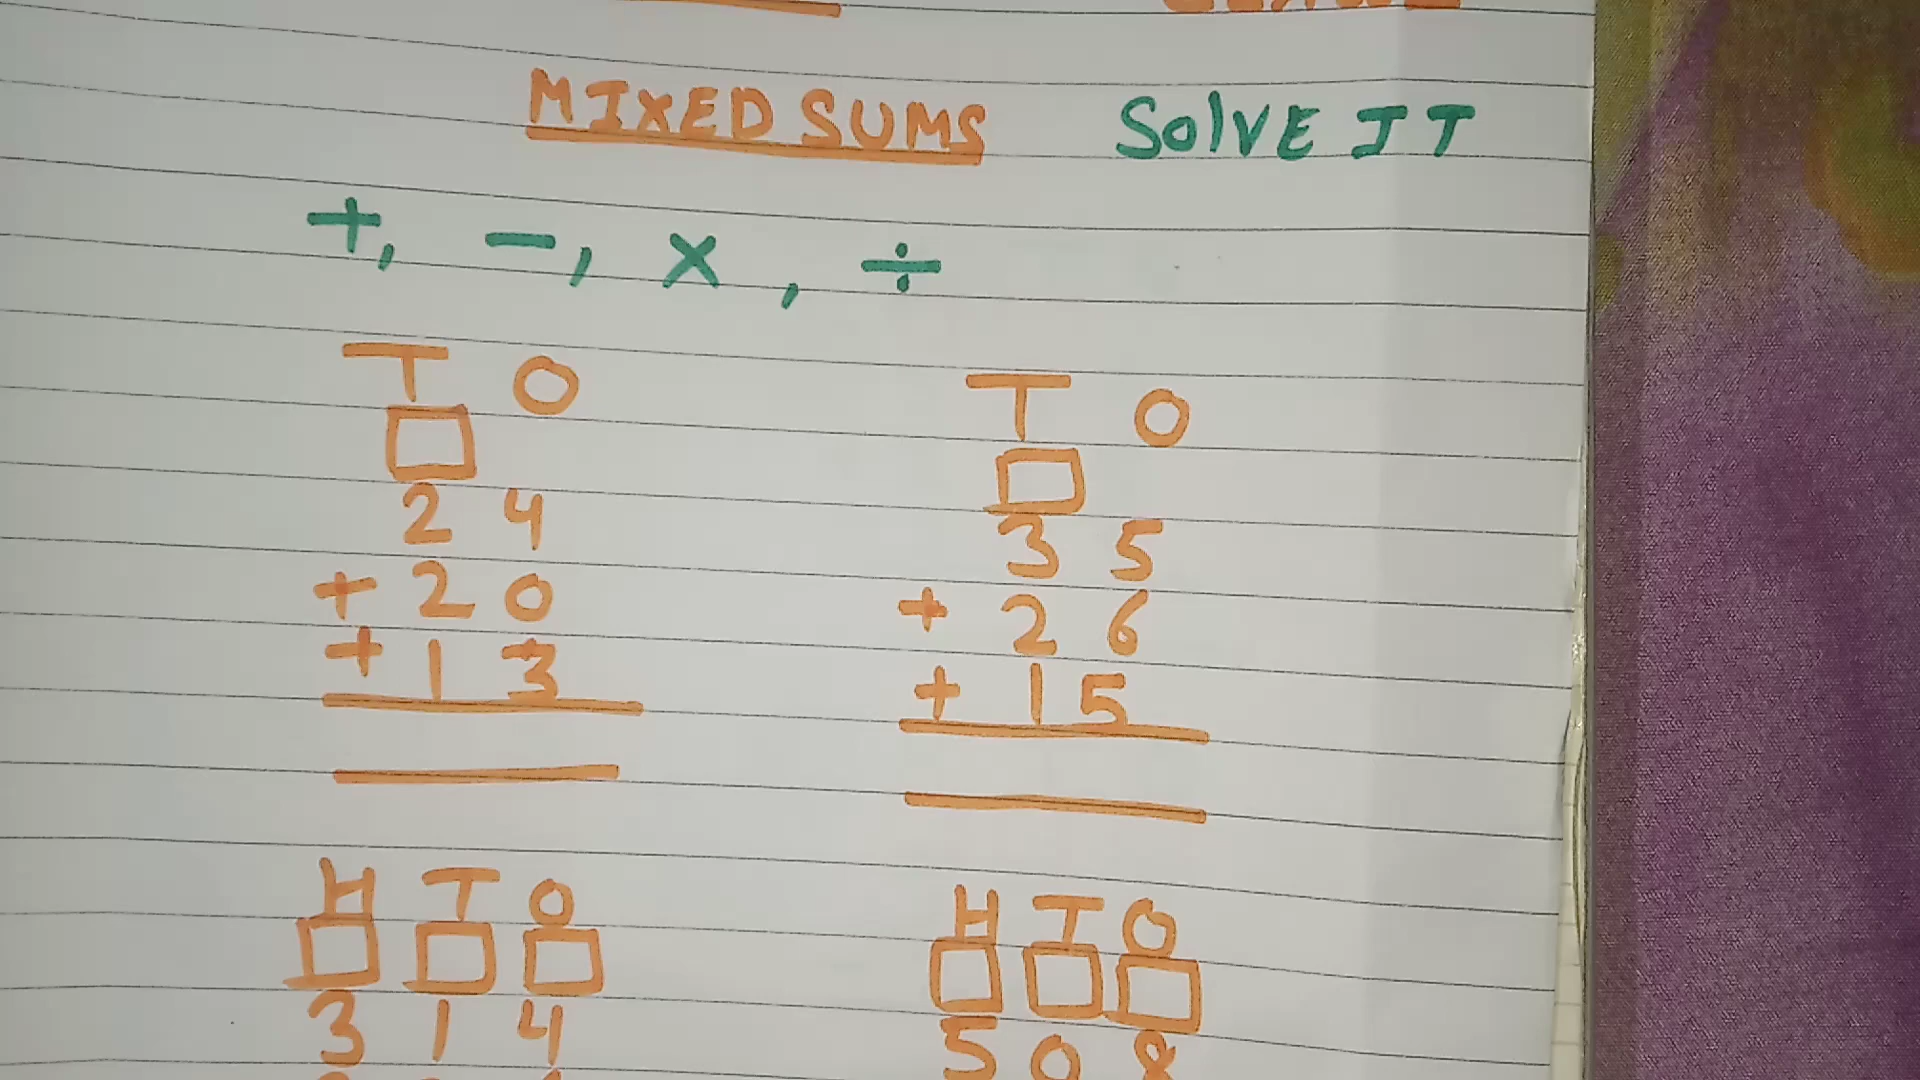 MIXED SUMS SOLVE IT
+, -, x, ÷
T O
2 4
+ 2 0
+ 1 3
T O
3 5
+ 2 6
+ 1 5
H T O
3 1 4
H T O
5 0 8